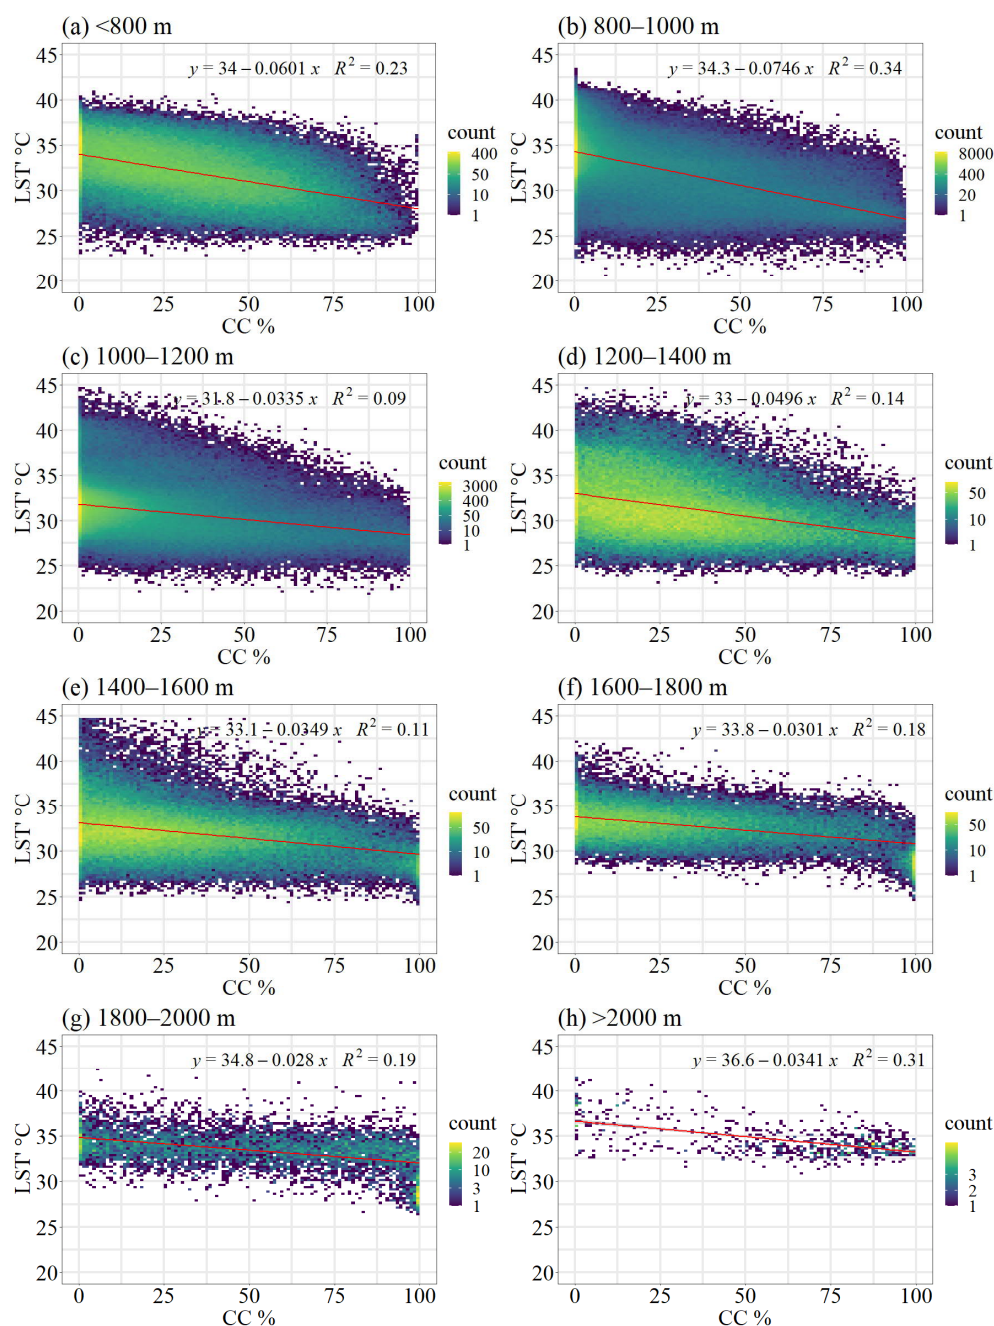 (a) <800 m
y = 34 – 0.0601 x R² = 0.23
LST' °C
45
40
35
30
25
20
0 25 50 75 100
CC %
count
400
50
10
1
(b) 800–1000 m
y = 34.3 – 0.0746 x R² = 0.34
LST' °C
45
40
35
30
25
20
0 25 50 75 100
CC %
count
8000
400
20
1
(c) 1000–1200 m
y = 31.8 – 0.0335 x R² = 0.09
LST' °C
45
40
35
30
25
20
0 25 50 75 100
CC %
count
3000
400
50
10
1
(d) 1200–1400 m
y = 33 – 0.0496 x R² = 0.14
LST' °C
45
40
35
30
25
20
0 25 50 75 100
CC %
count
50
10
1
(e) 1400–1600 m
y = 33.1 – 0.0349 x R² = 0.11
LST' °C
45
40
35
30
25
20
0 25 50 75 100
CC %
count
50
10
1
(f) 1600–1800 m
y = 33.8 – 0.0301 x R² = 0.18
LST' °C
45
40
35
30
25
20
0 25 50 75 100
CC %
count
50
10
1
(g) 1800–2000 m
y = 34.8 – 0.028 x R² = 0.19
LST' °C
45
40
35
30
25
20
0 25 50 75 100
CC %
count
20
10
3
1
(h) >2000 m
y = 36.6 – 0.0341 x R² = 0.31
LST' °C
45
40
35
30
25
20
0 25 50 75 100
CC %
count
3
2
1